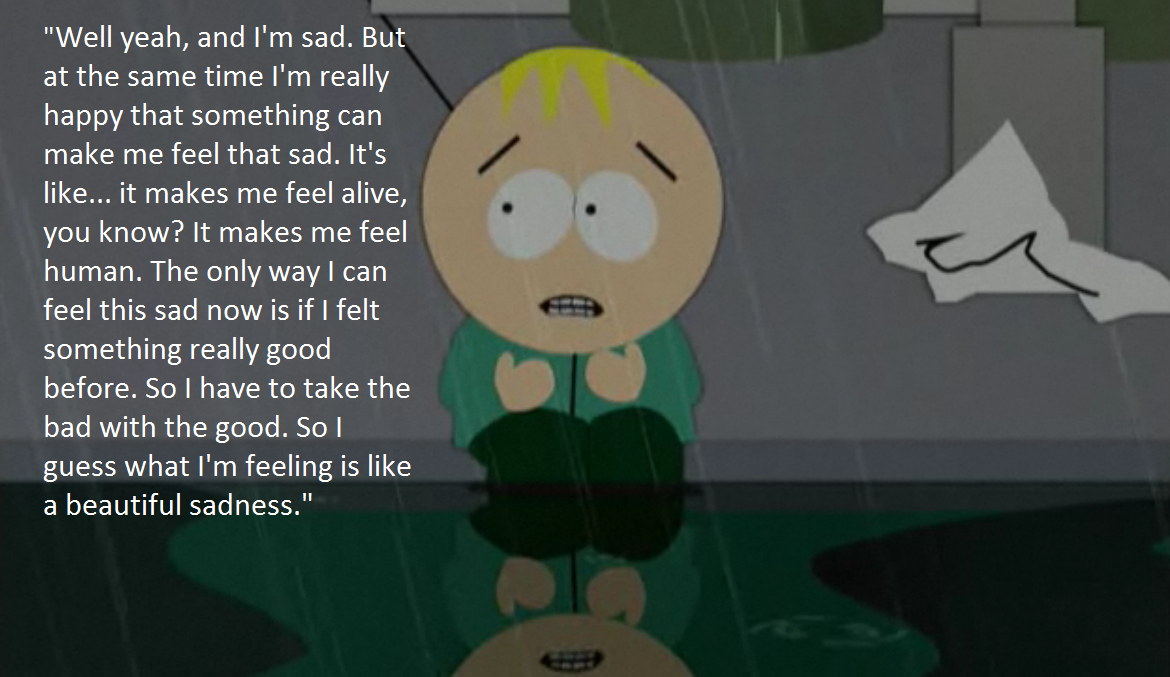 "Well yeah, and I'm sad. But
at the same time I'm really
happy that something can
make me feel that sad. It's
like... it makes me feel alive,
you know? It makes me feel
human. The only way I can
feel this sad now is if I felt
something really good
before. So I have to take the
bad with the good. So I
guess what I'm feeling is like
a beautiful sadness."